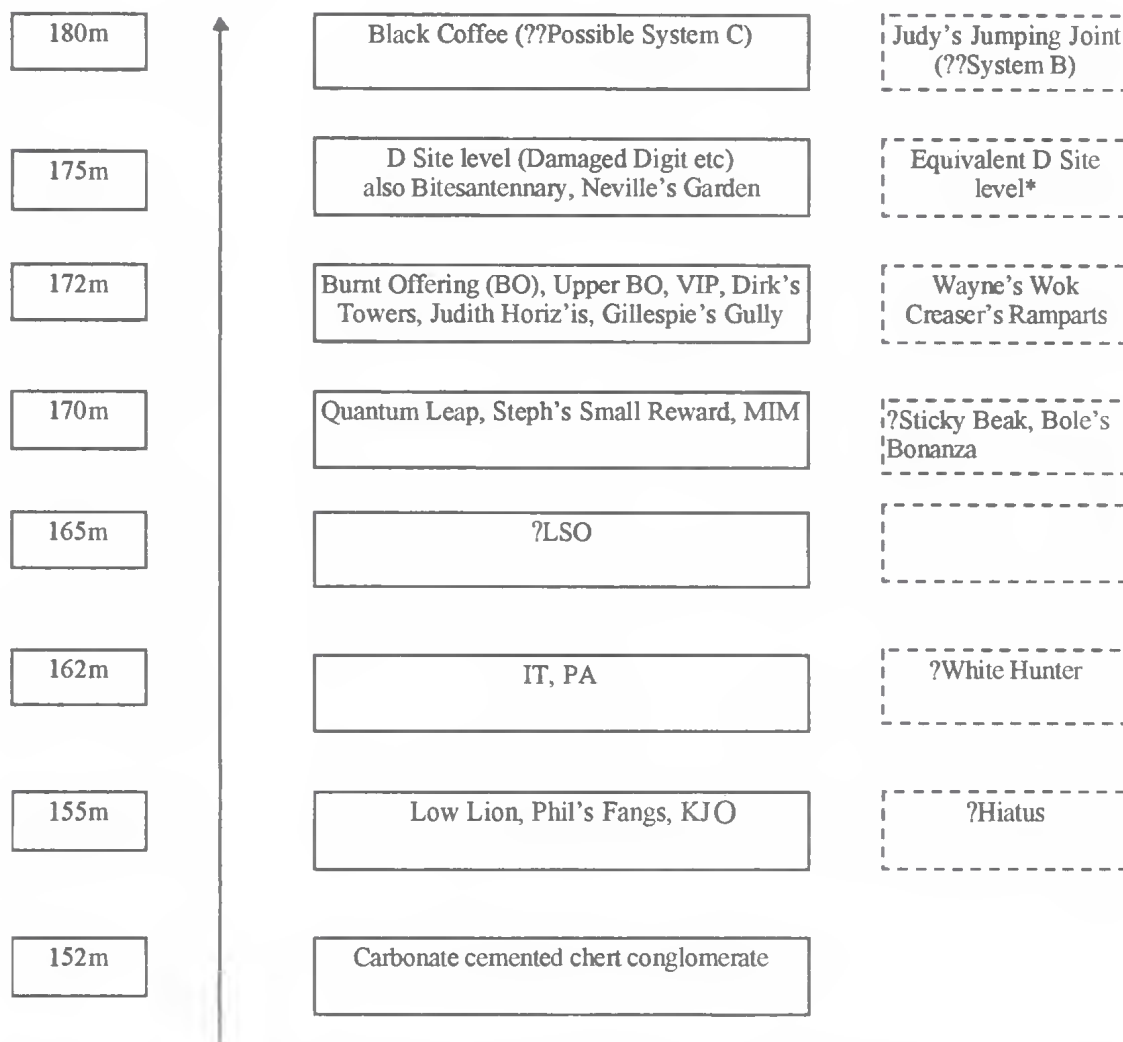 180m
Black Coffee (??Possible System C)
Judy's Jumping Joint
(??System B)
175m
D Site level (Damaged Digit etc)
also Bitesantennary, Neville's Garden
Equivalent D Site
level*
172m
Burnt Offering (BO), Upper BO, VIP, Dirk's
Towers, Judith Horiz'is, Gillespie's Gully
Wayne's Wok
Creaser's Ramparts
170m
Quantum Leap, Steph's Small Reward, MIM
?Sticky Beak, Bole's
Bonanza
165m
?LSO
162m
IT, PA
?White Hunter
155m
Low Lion, Phil's Fangs, KJO
?Hiatus
152m
Carbonate cemented chert conglomerate